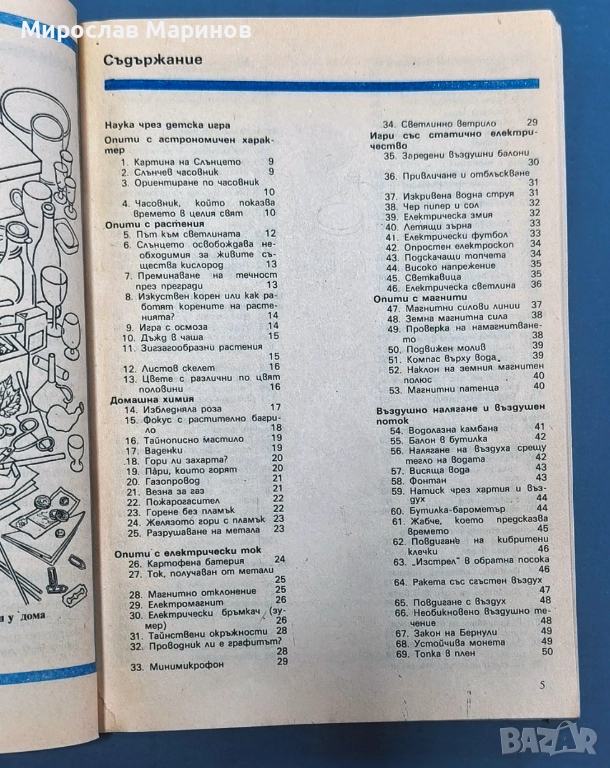 Мирослав Маринов
Съдържание
Наука чрез детска игра
Опити с астрономичен харак-
тер
1. Картина на Слънцето 9
2. Слънчев часовник 9
3. Ориентиране по часовник
10
4. Часовник, който показва
времето в целия свят 10
Опити с растения
5. Път към светлината 12
6. Слънцето освобождава не-
обходимия за живите съ-
щества кислород 13
7. Преминаване на течност
през прегради 13
8. Изкуствен корен или как ра-
ботят корените на расте-
нията? 14
9. Игра с осмоза 14
10. Дъжд в чаша 15
11. Зигзагообразни растения
15
12. Листов скелет 16
13. Цветe с различни по цвят
половини 16
Домашна химия
14. Избледняла роза 17
15. Фокус с растително багри-
ло 18
16. Тайнописно мастило 19
17. Ваденки 19
18. Гори ли захарта? 20
19. Пари, които горят 20
20. Газопровод 21
21. Везна за газ 21
22. Пожарогасител 22
23. Горене без пламък 22
24. Желязото гори с пламък 23
25. Разрушаване на метала 23
Опити с електрически ток
26. Картофена батерия 24
27. Ток, получаван от метали
25
28. Магнитно отклонение 25
29. Електромагнит 25
30. Електрически бръмкач (зу-
мер) 26
31. Тайнствени окръжности 28
32. Проводник ли е графитът?
28
33. Минимикрофон 29
34. Светлинно ветрило 29
Игри със статично електри-
чество
35. Заредени въздушни балони
30
36. Привличане и отблъскване
31
37. Изкривена водна струя 31
38. Чер пипер и сол 32
39. Електрическа змия 32
40. Летящи зърна 33
41. Електрически футбол 33
42. Опростен електроскоп 34
43. Подскачащи топчета 34
44. Високо напрежение 35
45. Светкавица 35
46. Електрическа светлина 36
Опити с магнити
47. Магнитни силови линии 37
48. Земна магнитна сила 38
49. Проверка на намагнитване-
то 38
50. Подвижен молив 39
51. Компас върху вода 39
52. Наклон на земния магнитен
полюс 40
53. Магнитни патенца 40
Въздушно налягане и въздушен
поток
54. Водолазна камбана 41
55. Балон в бутилка 42
56. Налягане на въздуха срещу
тегло на водата 42
57. Висяща вода 43
58. Фонтан 43
59. Натиск чрез хартия и въз-
дух 44
60. Бутилка-барометър 44
61. Жабче, което предсказва
времето 45
62. Повдигане на кибритени
клечки 46
63. „Изстрел" в обратна посока
46
64. Ракета със сгъстен въздух
47
65. Повдигане с въздух 48
66. Необикновено въздушно те-
чение 48
67. Закон на Бернули 49
68. Устойчива монета 49
69. Топка в плен 50
5
и у дома
BAZAR